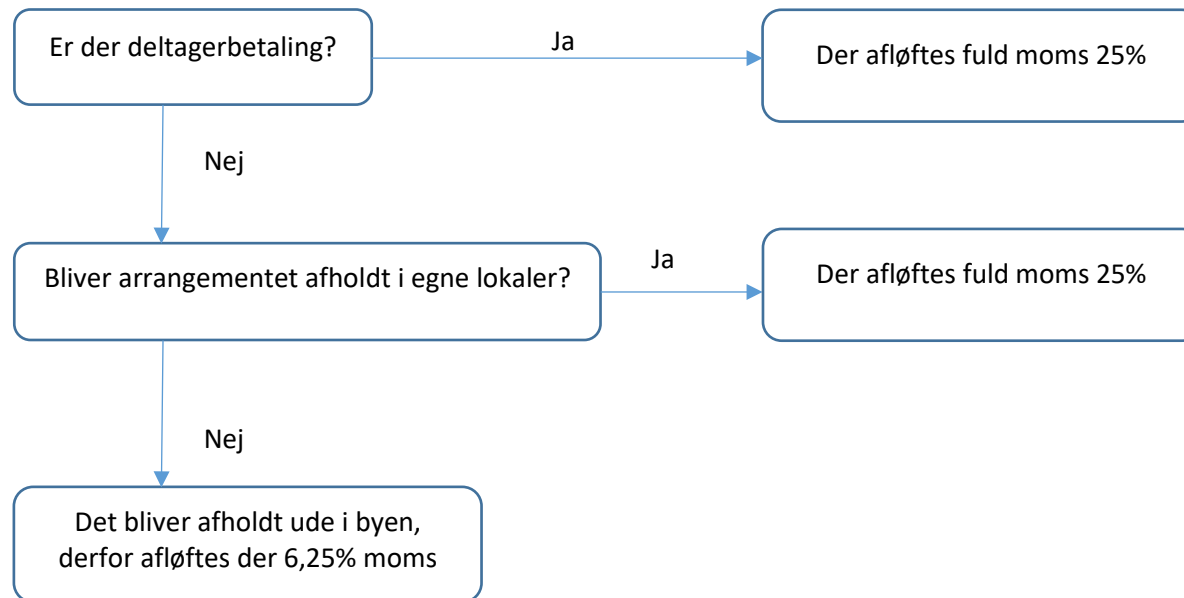 Er der deltagerbetaling?
Ja
Der afløftes fuld moms 25%
Nej
Bliver arrangementet afholdt i egne lokaler?
Ja
Der afløftes fuld moms 25%
Nej
Det bliver afholdt ude i byen,
derfor afløftes der 6,25% moms